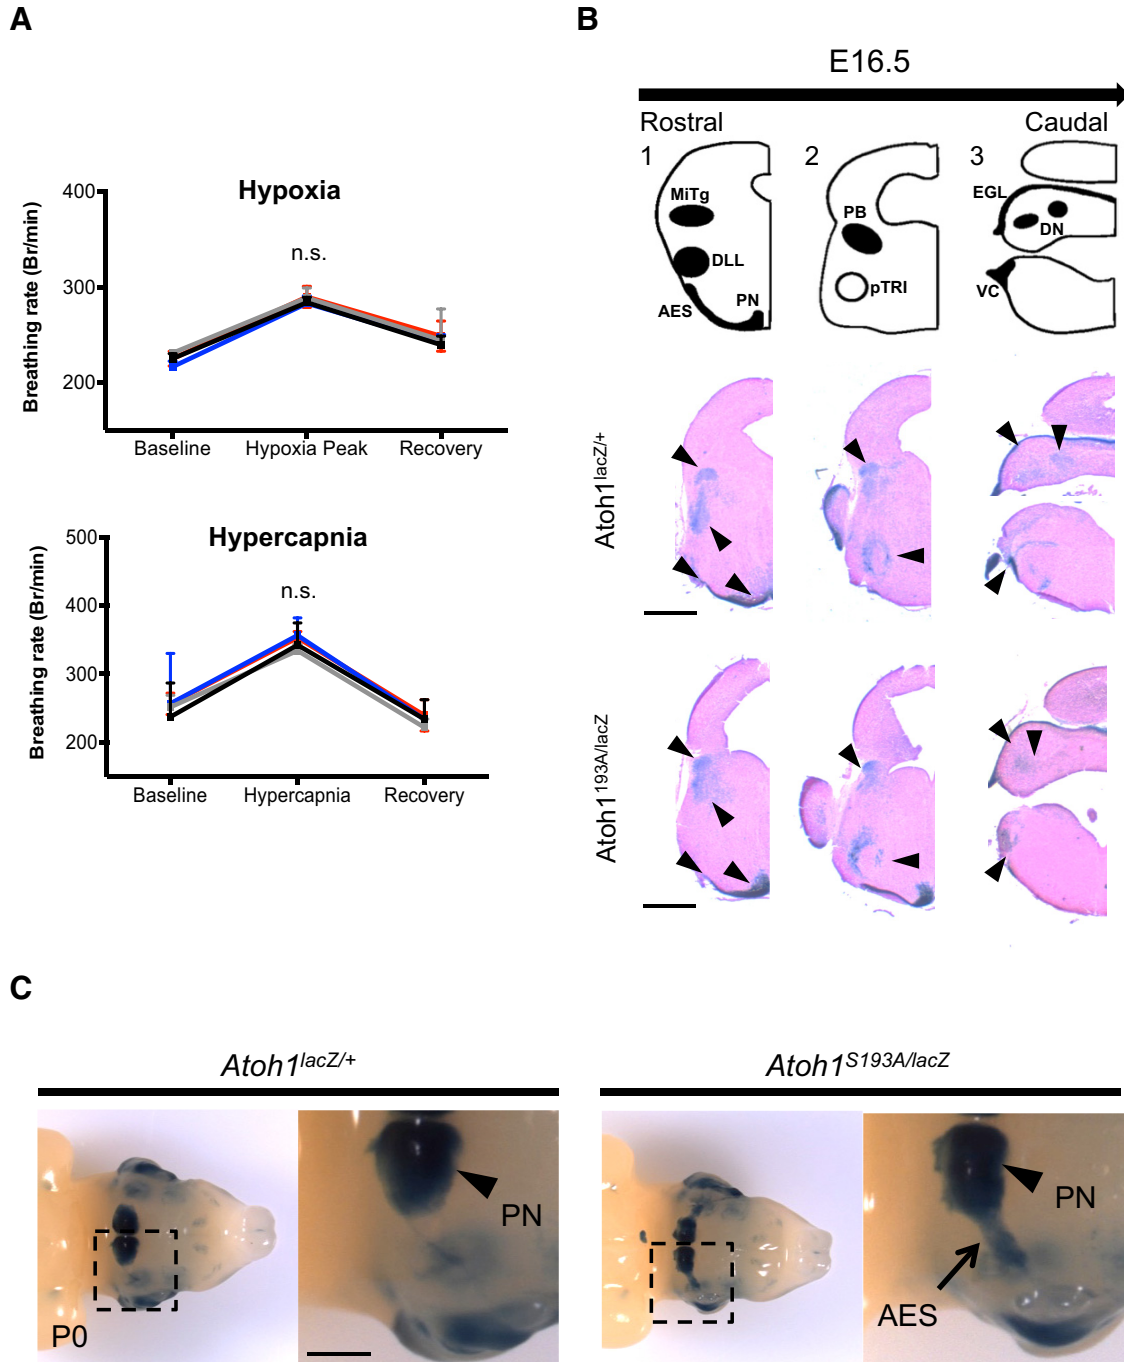 A
Hypoxia
n.s.
Breathing rate (Br/min)
400
300
200
Baseline
Hypoxia Peak
Recovery
Hypercapnia
n.s.
Breathing rate (Br/min)
500
400
300
200
Baseline
Hypercapnia
Recovery
B
E16.5
Rostral
Caudal
1
2
3
MiTg
DLL
AES
PN
PB
pTRI
EGL
DN
VC
Atoh1lacZ/+
Atoh1193A/lacZ
C
Atoh1lacZ/+
Atoh1S193A/lacZ
P0
PN
PN
AES